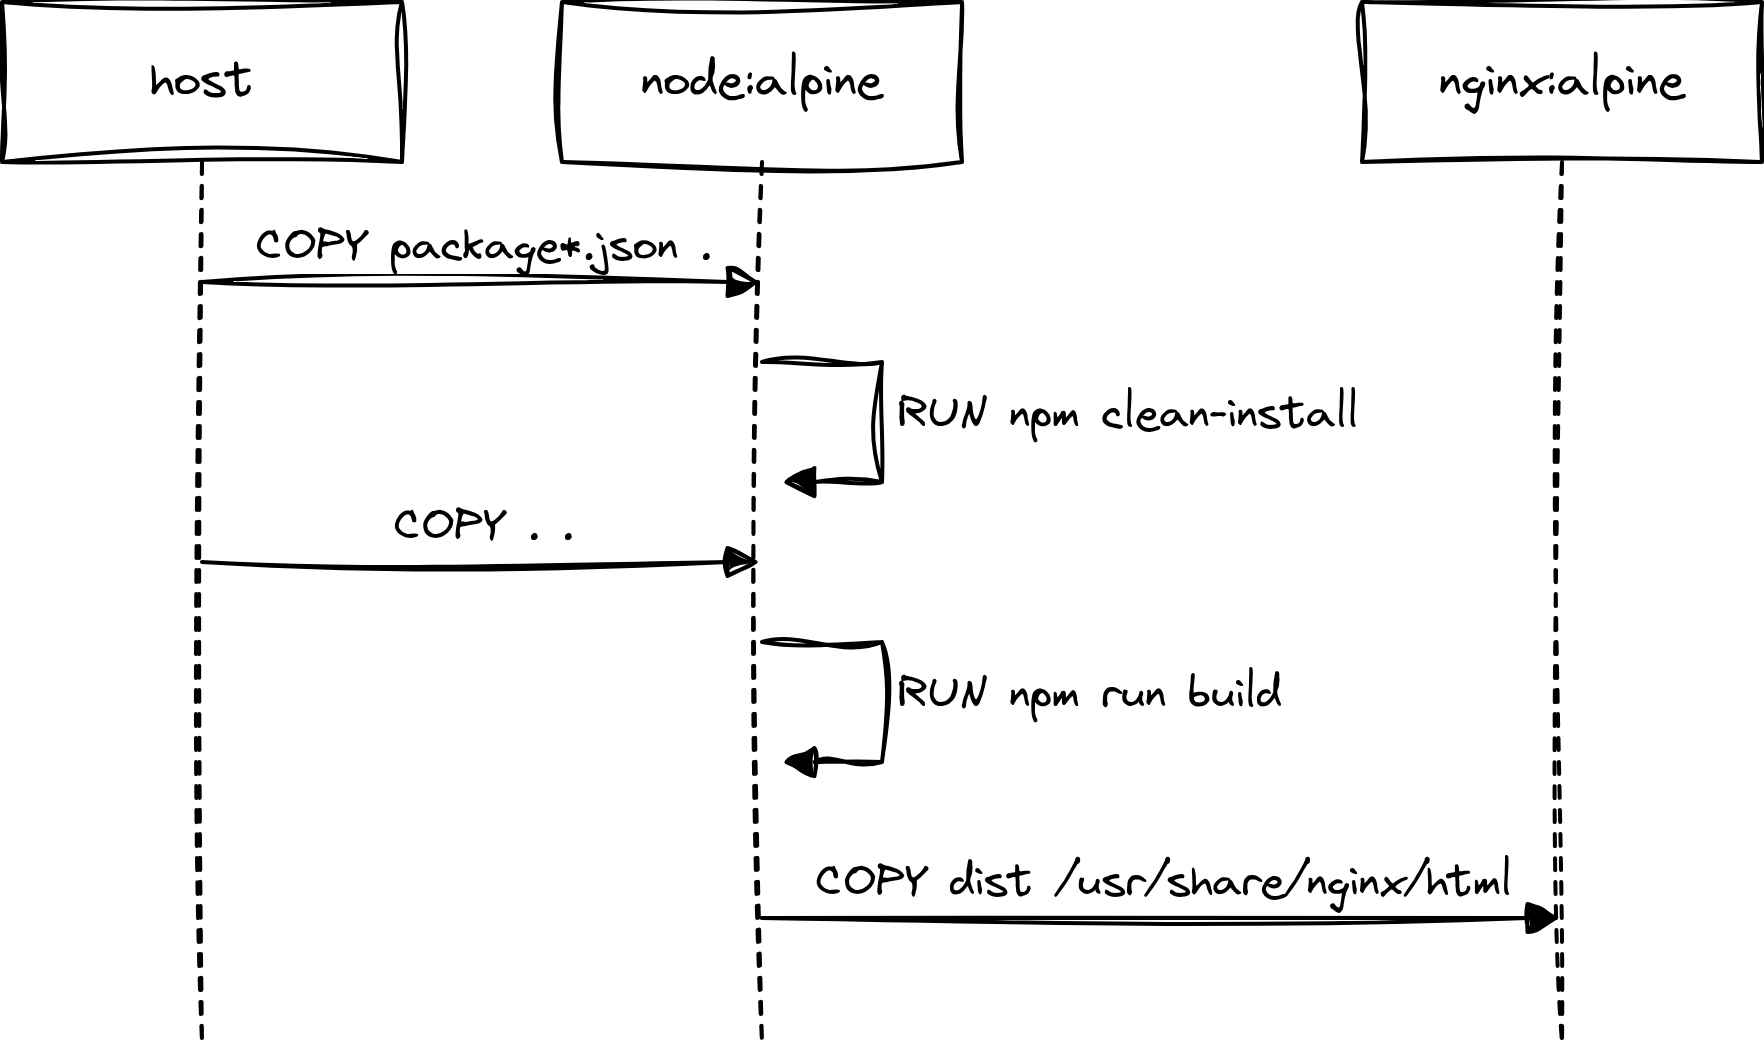 host
node:alpine
nginx:alpine
COPY package*.json .
RUN npm clean-install
COPY . .
RUN npm run build
COPY dist /usr/share/nginx/html